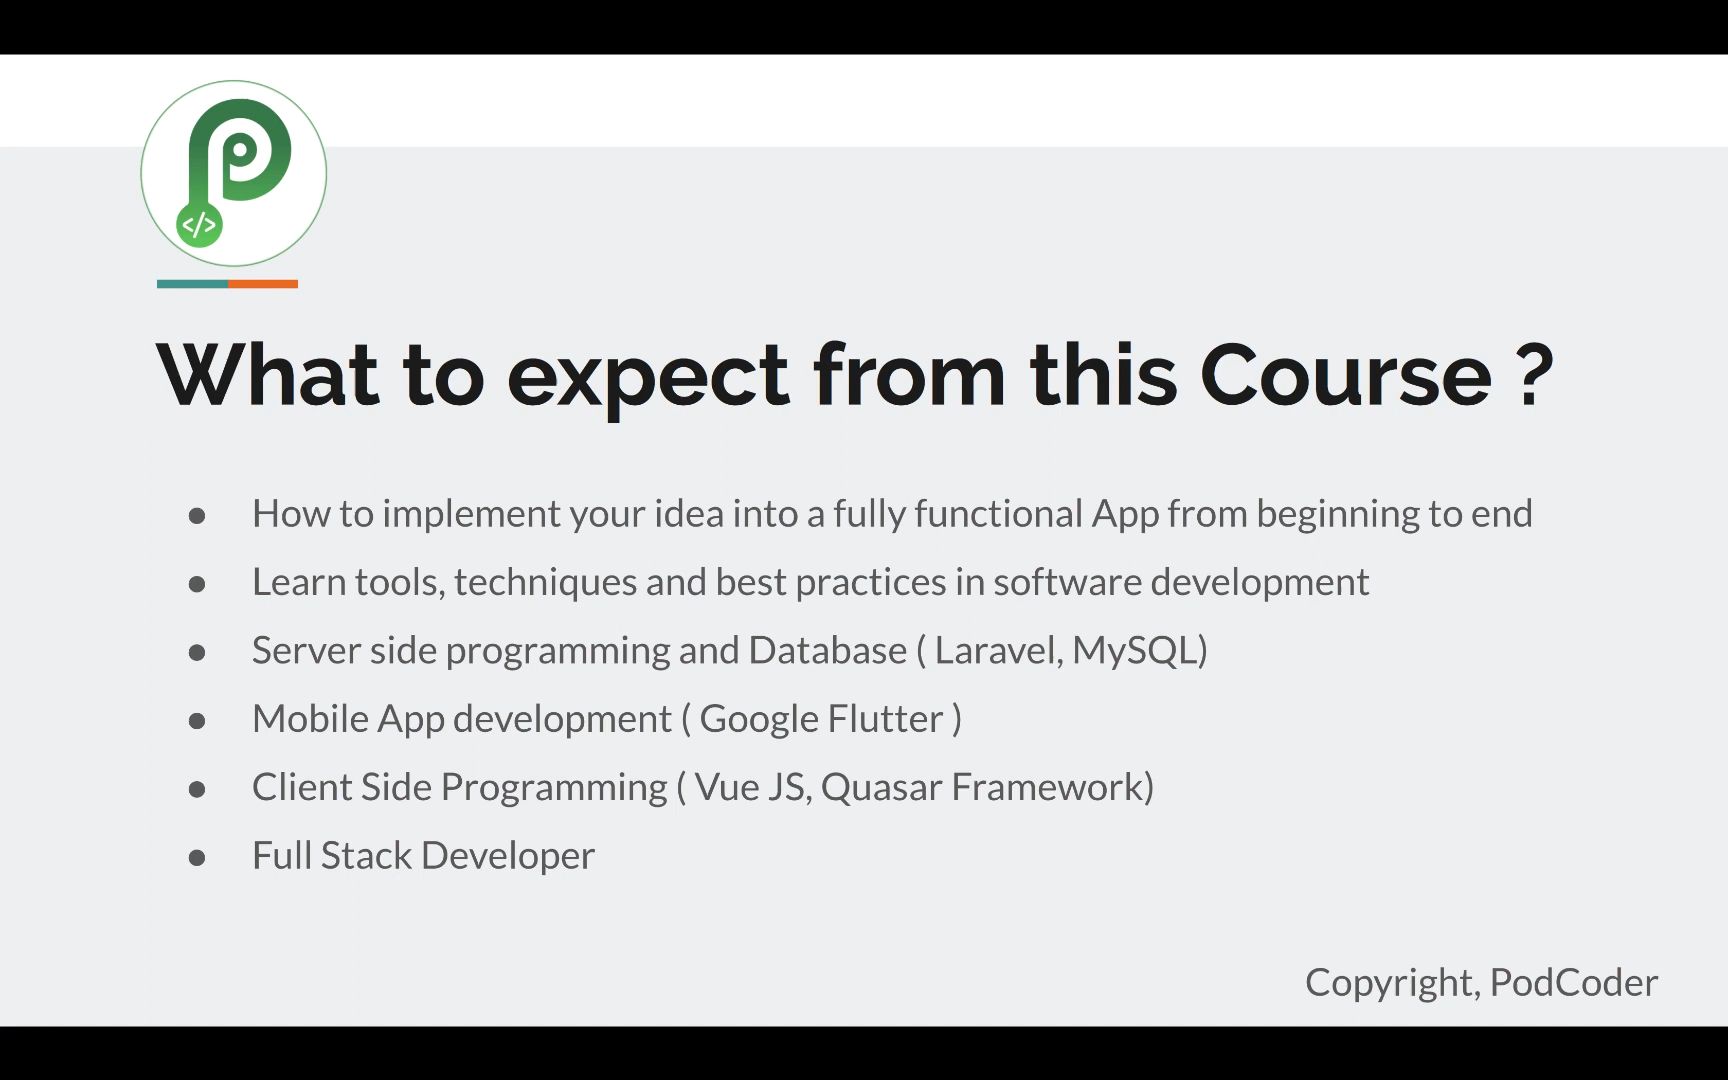 </>
What to expect from this Course ?
● How to implement your idea into a fully functional App from beginning to end
● Learn tools, techniques and best practices in software development
● Server side programming and Database ( Laravel, MySQL)
● Mobile App development ( Google Flutter )
● Client Side Programming ( Vue JS, Quasar Framework)
● Full Stack Developer
Copyright, PodCoder